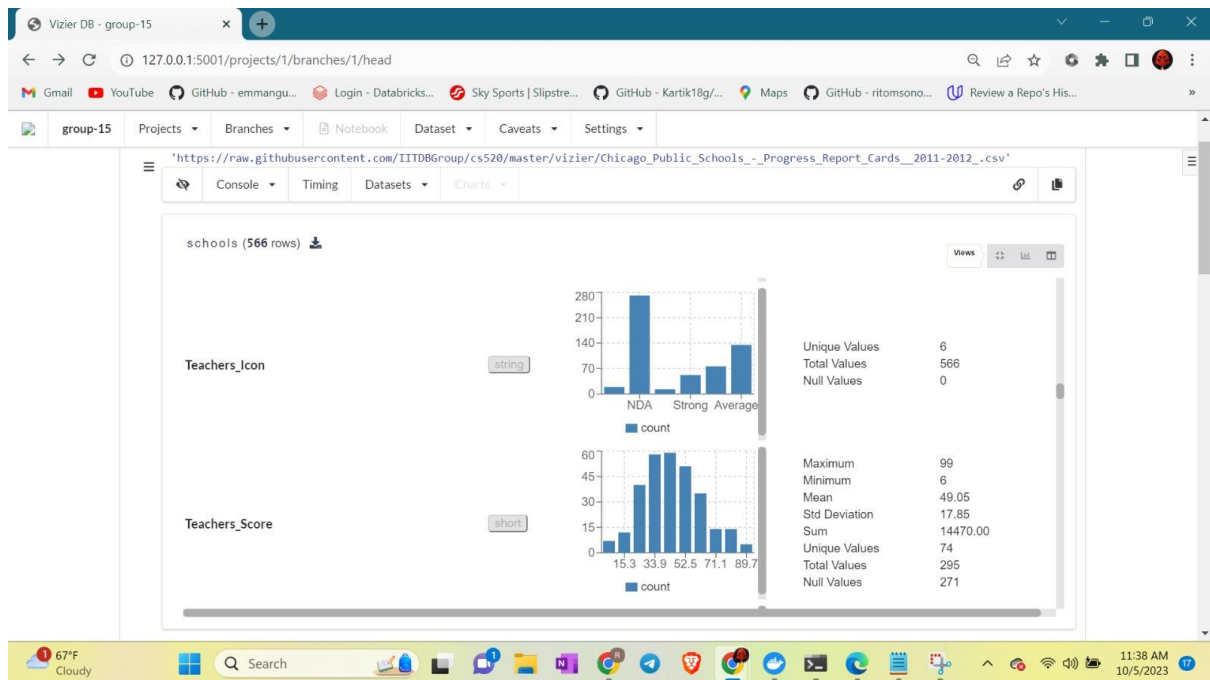 Vizier DB - group-15
127.0.0.1:5001/projects/1/branches/1/head
Gmail YouTube GitHub - emmangu... Login - Databricks... Sky Sports | Slipstre... GitHub - Kartik18g/... Maps GitHub - ritomsono... Review a Repo's His... »
group-15 Projects Branches Notebook Dataset Caveats Settings
'https://raw.githubusercontent.com/IITDBGroup/cs520/master/vizier/Chicago_Public_Schools_-_Progress_Report_Cards__2011-2012_.csv'
Console Timing Datasets Charts
schools (566 rows)
Views
Teachers_Icon
string
280
210
140
70
0
NDA Strong Average
count
Unique Values 6
Total Values 566
Null Values 0
Teachers_Score
short
60
45
30
15
0
15.3 33.9 52.5 71.1 89.7
count
Maximum 99
Minimum 6
Mean 49.05
Std Deviation 17.85
Sum 14470.00
Unique Values 74
Total Values 295
Null Values 271
1
67°F
Cloudy
Search
1
11:38 AM
10/5/2023
17